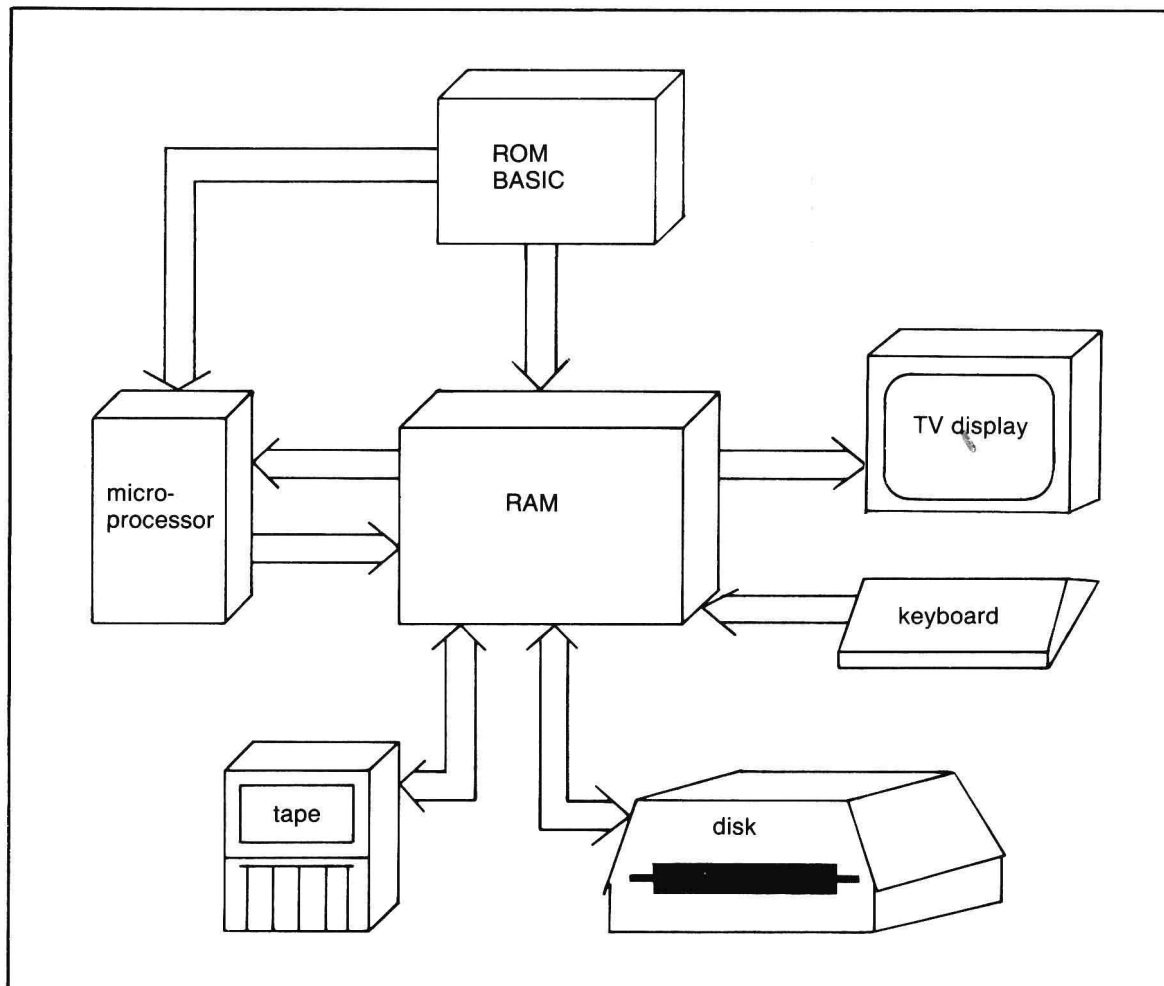 ROM
BASIC
TV display
micro-
processor
RAM
keyboard
tape
disk